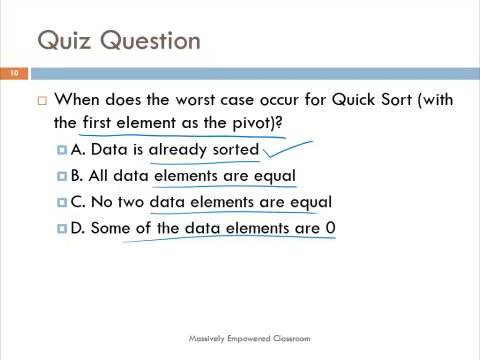 Quiz Question
10
When does the worst case occur for Quick Sort (with
the first element as the pivot)?
A. Data is already sorted
B. All data elements are equal
C. No two data elements are equal
D. Some of the data elements are 0
Massively Empowered Classroom